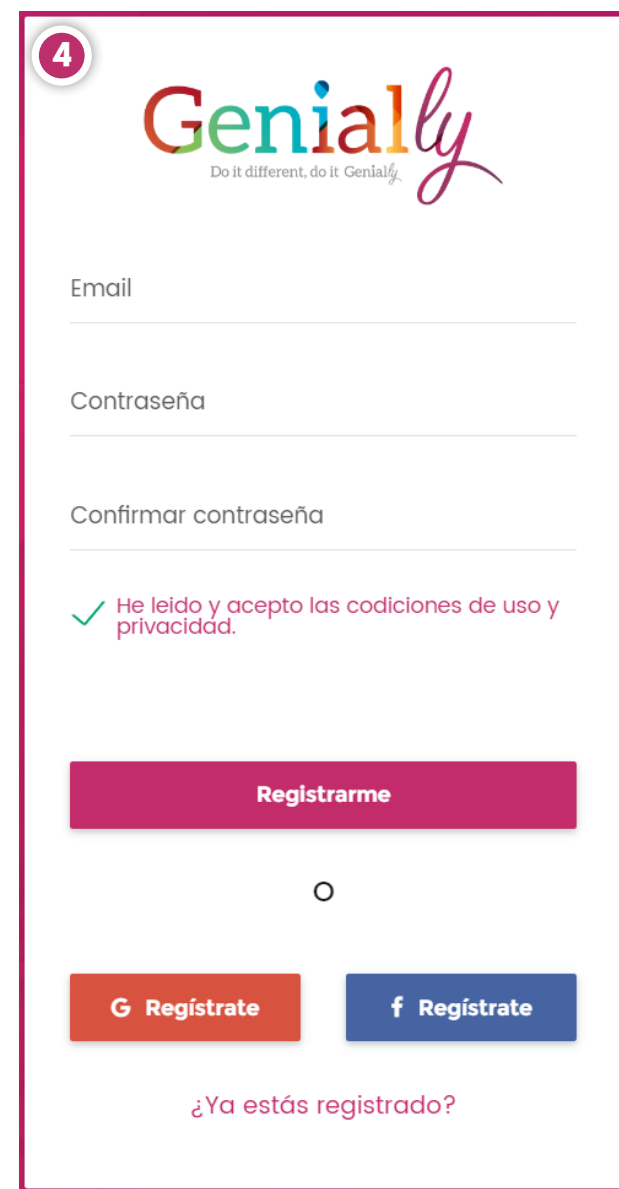 4
Genially
Do it different, do it Genially
Email
Contraseña
Confirmar contraseña
He leido y acepto las codiciones de uso y
privacidad.
Registrarme
O
G Regístrate
f Regístrate
¿Ya estás registrado?